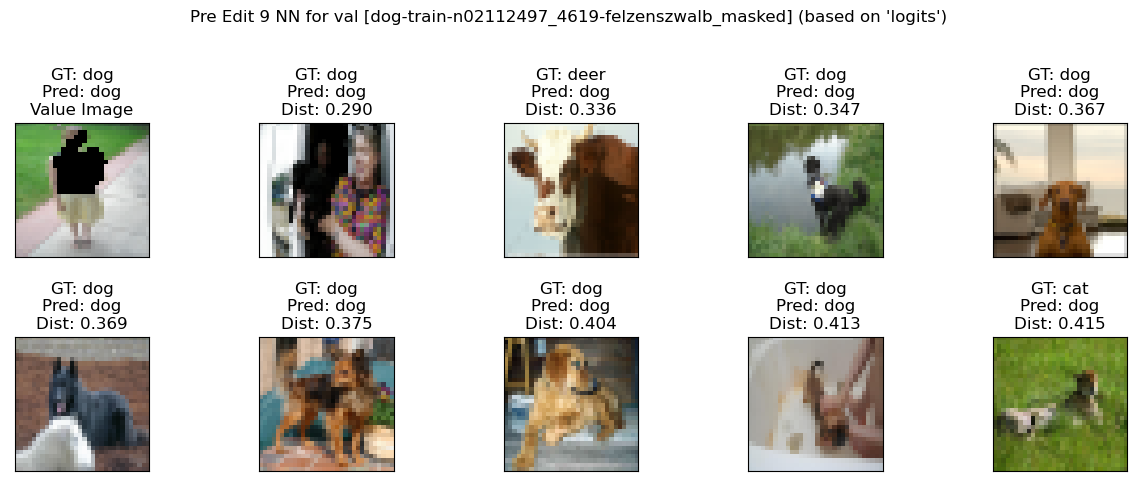 Pre Edit 9 NN for val [dog-train-n02112497_4619-felzenszwalb_masked] (based on 'logits')
GT: dog
Pred: dog
Value Image
GT: dog
Pred: dog
Dist: 0.290
GT: deer
Pred: dog
Dist: 0.336
GT: dog
Pred: dog
Dist: 0.347
GT: dog
Pred: dog
Dist: 0.367
GT: dog
Pred: dog
Dist: 0.369
GT: dog
Pred: dog
Dist: 0.375
GT: dog
Pred: dog
Dist: 0.404
GT: dog
Pred: dog
Dist: 0.413
GT: cat
Pred: dog
Dist: 0.415